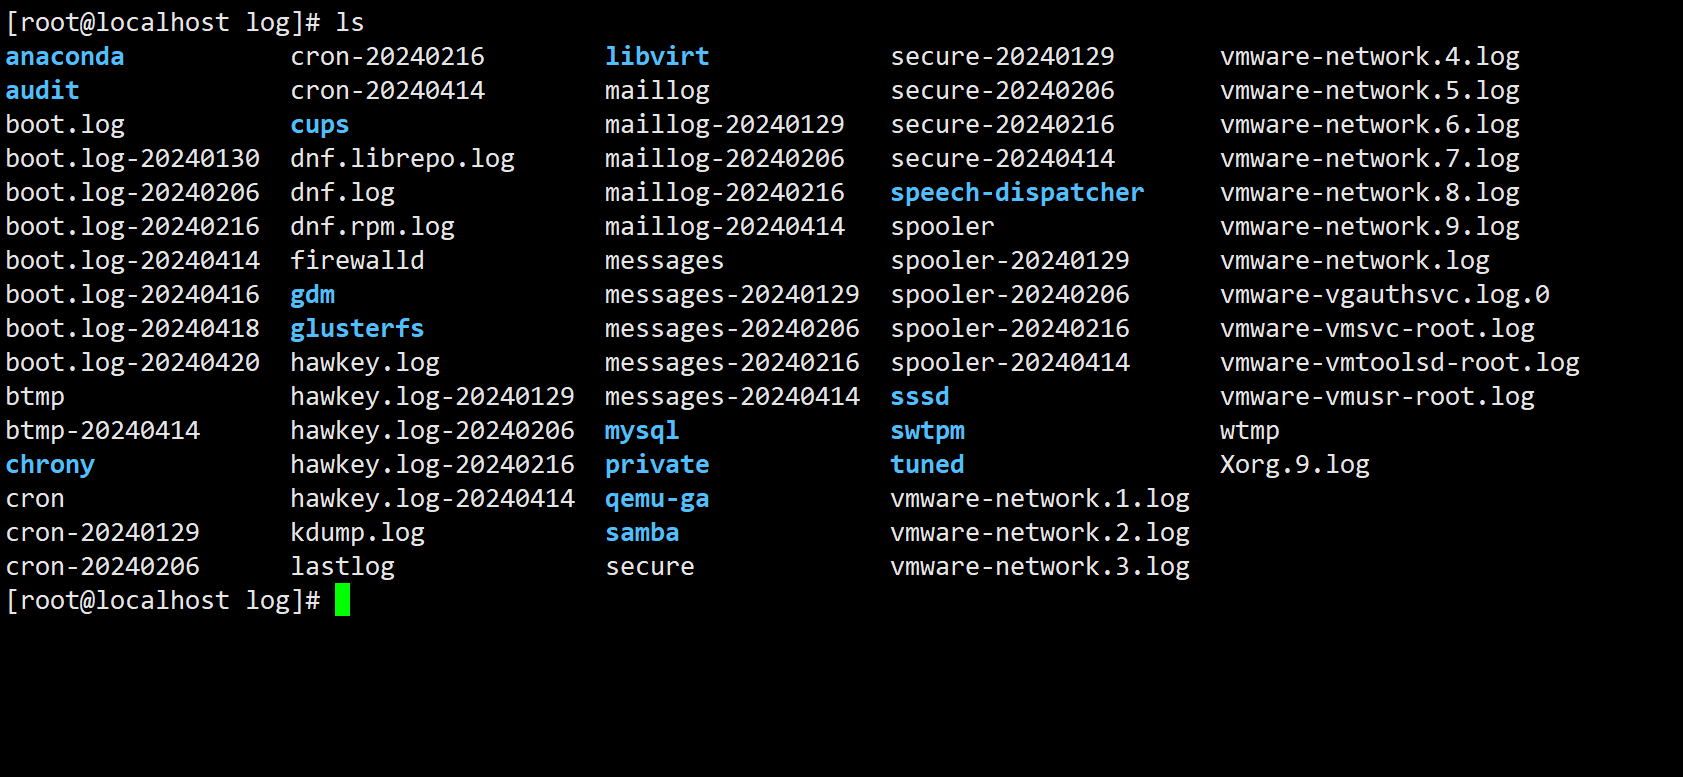 [root@localhost log]# ls
anaconda cron-20240216 libvirt secure-20240129 vmware-network.4.log
audit cron-20240414 maillog secure-20240206 vmware-network.5.log
boot.log cups maillog-20240129 secure-20240216 vmware-network.6.log
boot.log-20240130 dnf.librepo.log maillog-20240206 secure-20240414 vmware-network.7.log
boot.log-20240206 dnf.log maillog-20240216 speech-dispatcher vmware-network.8.log
boot.log-20240216 dnf.rpm.log maillog-20240414 spooler vmware-network.9.log
boot.log-20240414 firewalld messages spooler-20240129 vmware-network.log
boot.log-20240416 gdm messages-20240129 spooler-20240206 vmware-vgauthsvc.log.0
boot.log-20240418 glusterfs messages-20240206 spooler-20240216 vmware-vmsvc-root.log
boot.log-20240420 hawkey.log messages-20240216 spooler-20240414 vmware-vmtoolsd-root.log
btmp hawkey.log-20240129 messages-20240414 sssd vmware-vmusr-root.log
btmp-20240414 hawkey.log-20240206 mysql swtpm wtmp
chrony hawkey.log-20240216 private tuned Xorg.9.log
cron hawkey.log-20240414 qemu-ga vmware-network.1.log
cron-20240129 kdump.log samba vmware-network.2.log
cron-20240206 lastlog secure vmware-network.3.log
[root@localhost log]#